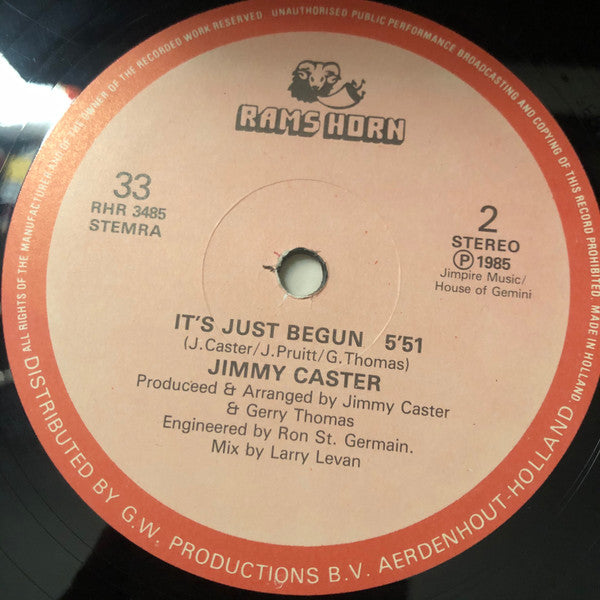 RAMS HORN
33
RHR 3485
STEMRA
2
STEREO
Ⓟ 1985
Jimpire Music/
House of Gemini
IT'S JUST BEGUN 5'51
(J.Caster/J.Pruitt/G.Thomas)
JIMMY CASTER
Produceed & Arranged by Jimmy Caster
& Gerry Thomas
Engineered by Ron St. Germain.
Mix by Larry Levan
ALL RIGHTS OF THE MANUFACTURER AND OF THE OWNER OF THE RECORDED WORK RESERVED. UNAUTHORISED PUBLIC PERFORMANCE BROADCASTING AND COPYING OF THIS RECORD PROHIBITED. MADE IN HOLLAND.
DISTRIBUTED BY G.W. PRODUCTIONS B.V. AERDENHOUT-HOLLAND